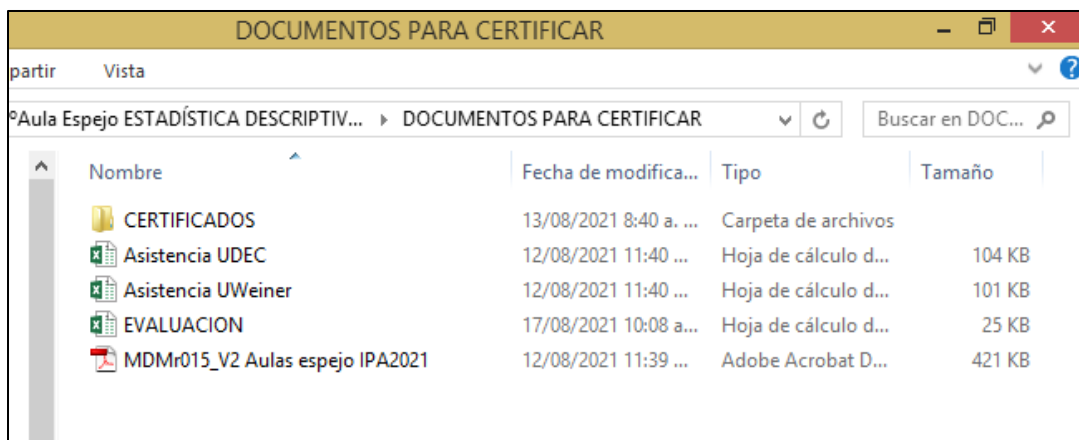 DOCUMENTOS PARA CERTIFICAR
partir Vista
ºAula Espejo ESTADÍSTICA DESCRIPTIV... DOCUMENTOS PARA CERTIFICAR Buscar en DOC...
Nombre Fecha de modifica... Tipo Tamaño
CERTIFICADOS 13/08/2021 8:40 a. ... Carpeta de archivos
Asistencia UDEC 12/08/2021 11:40 ... Hoja de cálculo d... 104 KB
Asistencia UWeiner 12/08/2021 11:40 ... Hoja de cálculo d... 101 KB
EVALUACION 17/08/2021 10:08 a... Hoja de cálculo d... 25 KB
MDMr015_V2 Aulas espejo IPA2021 12/08/2021 11:39 ... Adobe Acrobat D... 421 KB